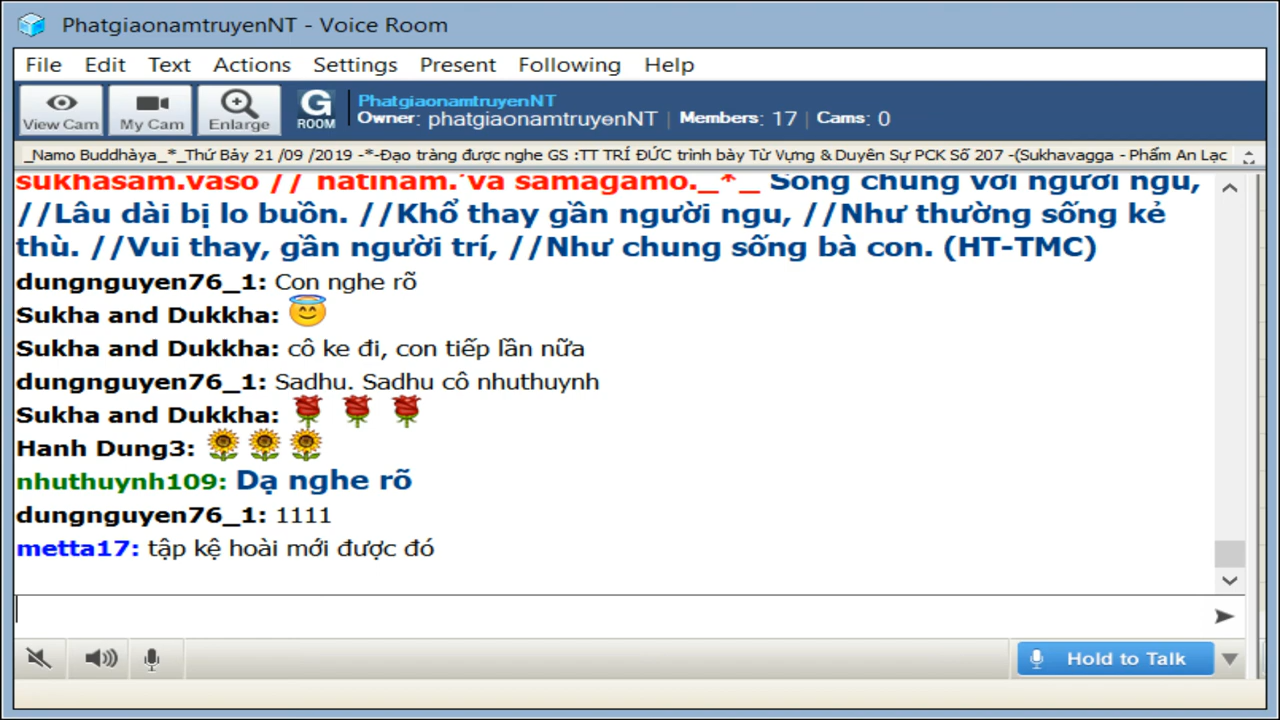 PhatgiaonamtruyenNT - Voice Room
File Edit Text Actions Settings Present Following Help
View Cam My Cam Enlarge G ROOM PhatgiaonamtruyenNT
Owner: phatgiaonamtruyenNT | Members: 17 | Cams: 0
_Namo Buddhàya_*_Thứ Bảy 21 /09 /2019 -*-Đạo tràng được nghe GS :TT TRÍ ĐỨC trình bày Từ Vựng & Duyên Sự PCK Số 207 -(Sukhavagga - Phẩm An Lạc
sukhasam.vaso // natinam.'va samagamo._*_ Sống chung với người ngu,
//Lâu dài bị lo buồn. //Khổ thay gần người ngu, //Như thường sống kẻ
thù. //Vui thay, gần người trí, //Như chung sống bà con. (HT-TMC)
dungnguyen76_1: Con nghe rõ
Sukha and Dukkha:
Sukha and Dukkha: cô ke đi, con tiếp lần nữa
dungnguyen76_1: Sadhu. Sadhu cô nhuthuynh
Sukha and Dukkha:
Hanh Dung3:
nhuthuynh109: Dạ nghe rõ
dungnguyen76_1: 1111
metta17: tập kệ hoài mới được đó
Hold to Talk